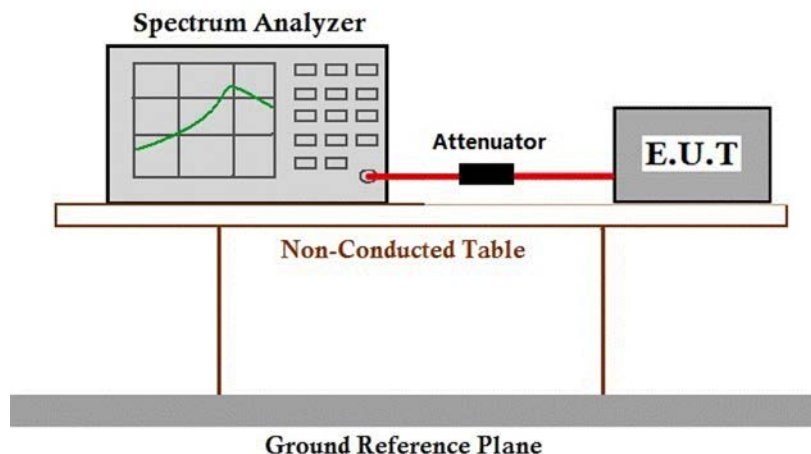 Spectrum Analyzer
Attenuator
E.U.T
Non-Conducted Table
Ground Reference Plane